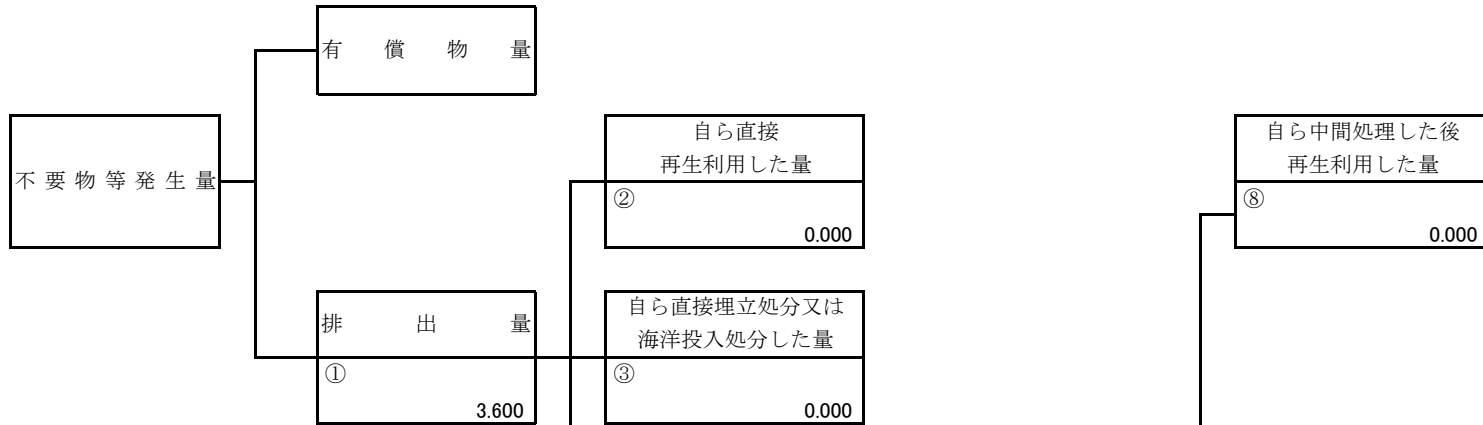 有償物量
不要物等発生量
自ら直接
再生利用した量
②
0.000
自ら中間処理した後
再生利用した量
⑧
0.000
排出量
①
3.600
自ら直接埋立処分又は
海洋投入処分した量
③
0.000